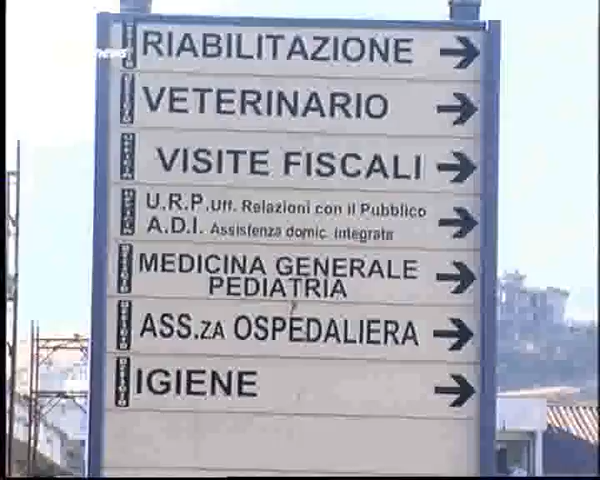 RIABILITAZIONE
VETERINARIO
VISITE FISCALI
U.R.P. Uff. Relazioni con il Pubblico
A.D.I. Assistenza domic. Integrata
MEDICINA GENERALE
PEDIATRIA
ASS.ZA OSPEDALIERA
IGIENE